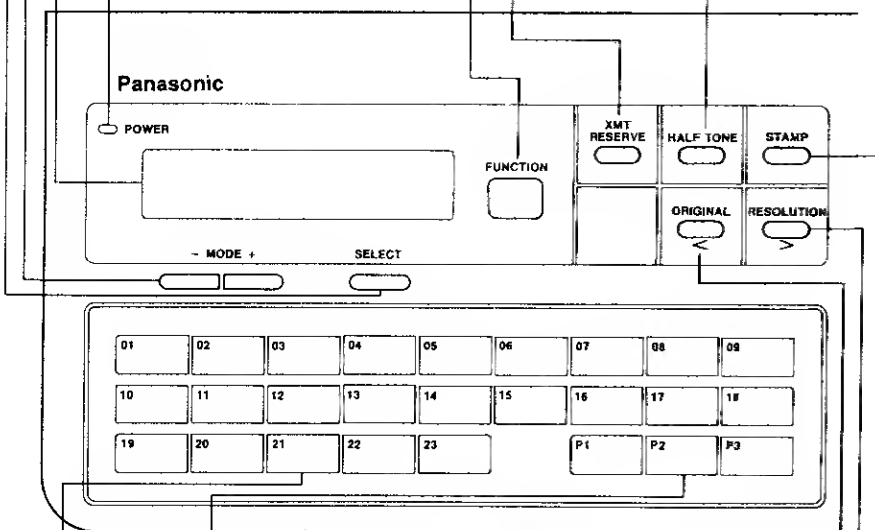 Panasonic
POWER
FUNCTION
XMT
RESERVE
HALF TONE
STAMP
ORIGINAL
<
RESOLUTION
>
- MODE +
SELECT
01 02 03 04 05 06 07 08 09
10 11 12 13 14 15 16 17 18
19 20 21 22 23 P1 P2 P3